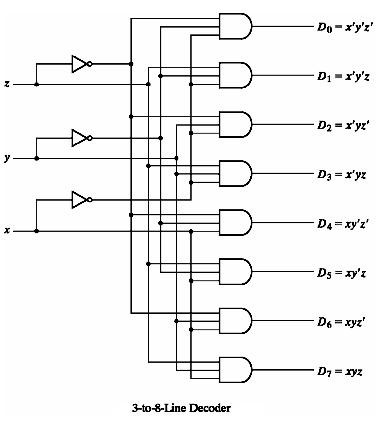 D₀ = x'y'z'
D₁ = x'y'z
z
D₂ = x'yz'
y
D₃ = x'yz
x
D₄ = xy'z'
D₅ = xy'z
D₆ = xyz'
D₇ = xyz
3-to-8-Line Decoder